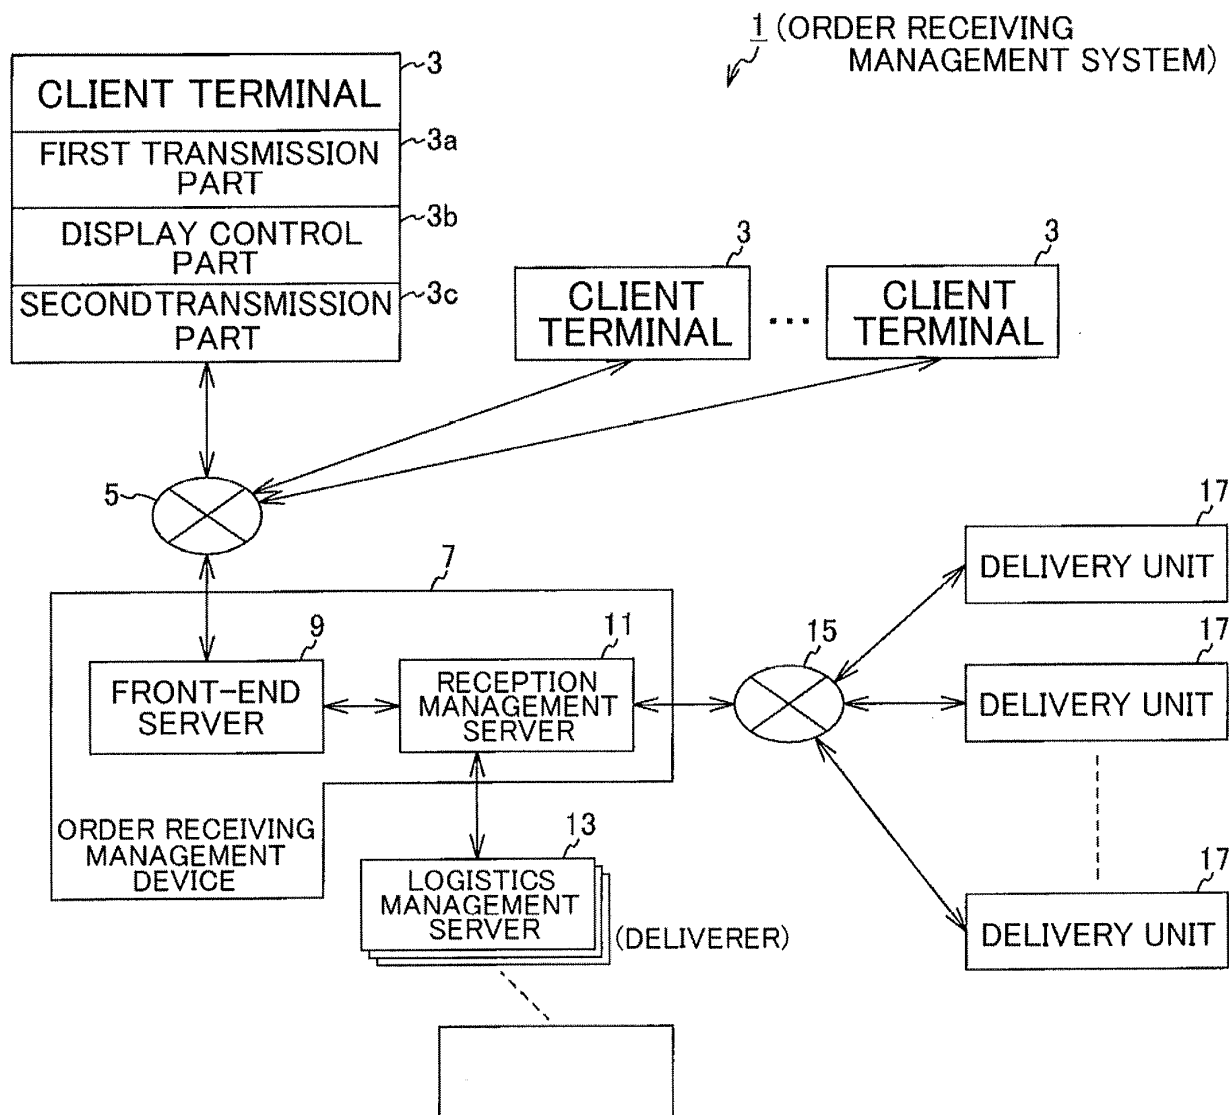 1 (ORDER RECEIVING
MANAGEMENT SYSTEM)
3
CLIENT TERMINAL
3a
FIRST TRANSMISSION
PART
3b
DISPLAY CONTROL
PART
3c
SECOND TRANSMISSION
PART
3
CLIENT
TERMINAL
...
3
CLIENT
TERMINAL
5
7
9
FRONT-END
SERVER
11
RECEPTION
MANAGEMENT
SERVER
15
17
DELIVERY UNIT
17
DELIVERY UNIT
17
DELIVERY UNIT
ORDER RECEIVING
MANAGEMENT
DEVICE
13
LOGISTICS
MANAGEMENT
SERVER
(DELIVERER)